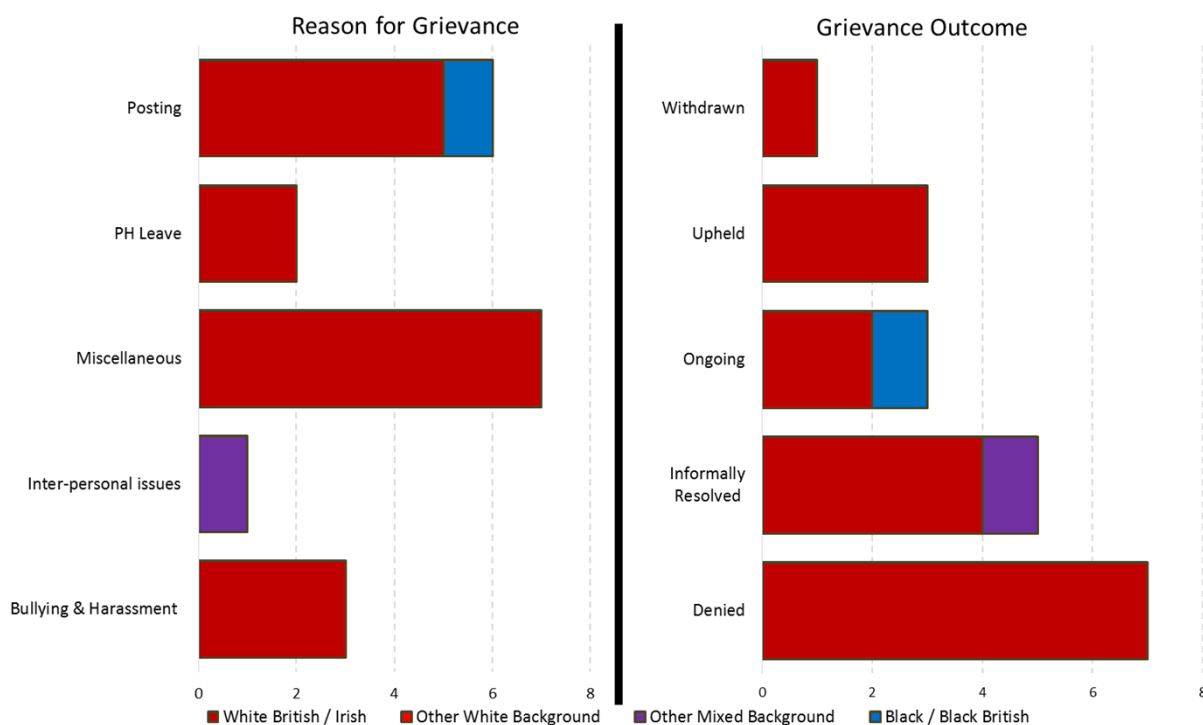 Reason for Grievance
Posting
PH Leave
Miscellaneous
Inter-personal issues
Bullying & Harassment
0 2 4 6 8
Grievance Outcome
Withdrawn
Upheld
Ongoing
Informally
Resolved
Denied
0 2 4 6 8
White British / Irish Other White Background Other Mixed Background Black / Black British